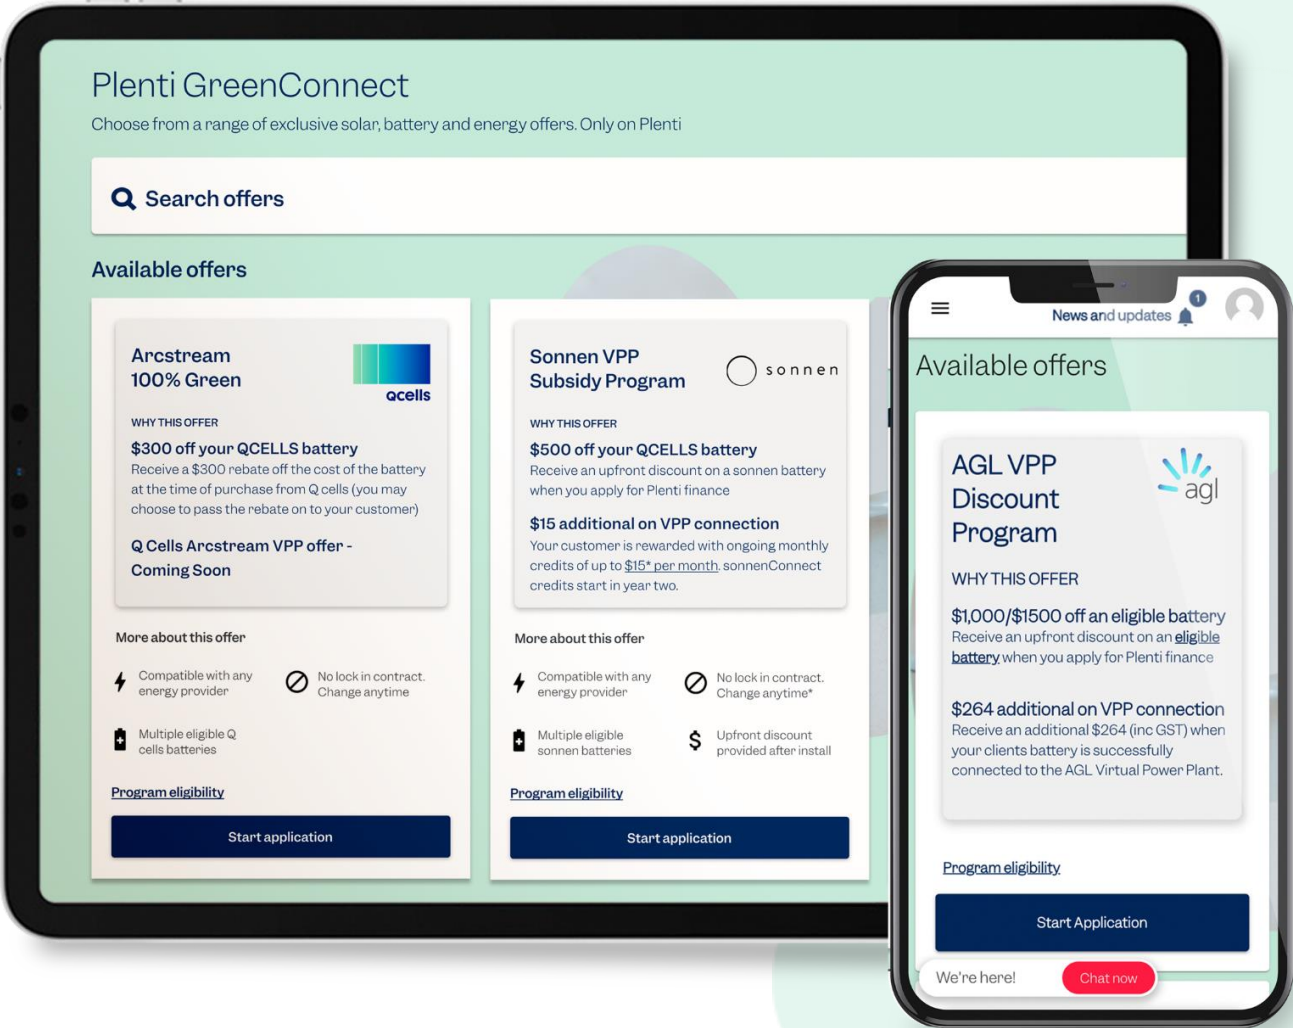 Plenti GreenConnect
Choose from a range of exclusive solar, battery and energy offers. Only on Plenti
Search offers
Available offers
Arcstream
100% Green
qcells
WHY THIS OFFER
$300 off your QCELLS battery
Receive a $300 rebate off the cost of the battery
at the time of purchase from Q cells (you may
choose to pass the rebate on to your customer)
Q Cells Arcstream VPP offer -
Coming Soon
More about this offer
Compatible with any
energy provider
No lock in contract.
Change anytime
Multiple eligible Q
cells batteries
Program eligibility
Start application
Sonnen VPP
Subsidy Program
sonnen
WHY THIS OFFER
$500 off your QCELLS battery
Receive an upfront discount on a sonnen battery
when you apply for Plenti finance
$15 additional on VPP connection
Your customer is rewarded with ongoing monthly
credits of up to $15* per month. sonnenConnect
credits start in year two.
More about this offer
Compatible with any
energy provider
No lock in contract.
Change anytime*
Multiple eligible
sonnen batteries
Upfront discount
provided after install
Program eligibility
Start application
News and updates
1
Available offers
AGL VPP
Discount
Program
agl
WHY THIS OFFER
$1,000/$1500 off an eligible battery
Receive an upfront discount on an eligible
battery when you apply for Plenti finance
$264 additional on VPP connection
Receive an additional $264 (inc GST) when
your clients battery is successfully
connected to the AGL Virtual Power Plant.
Program eligibility
Start Application
We're here!
Chat now